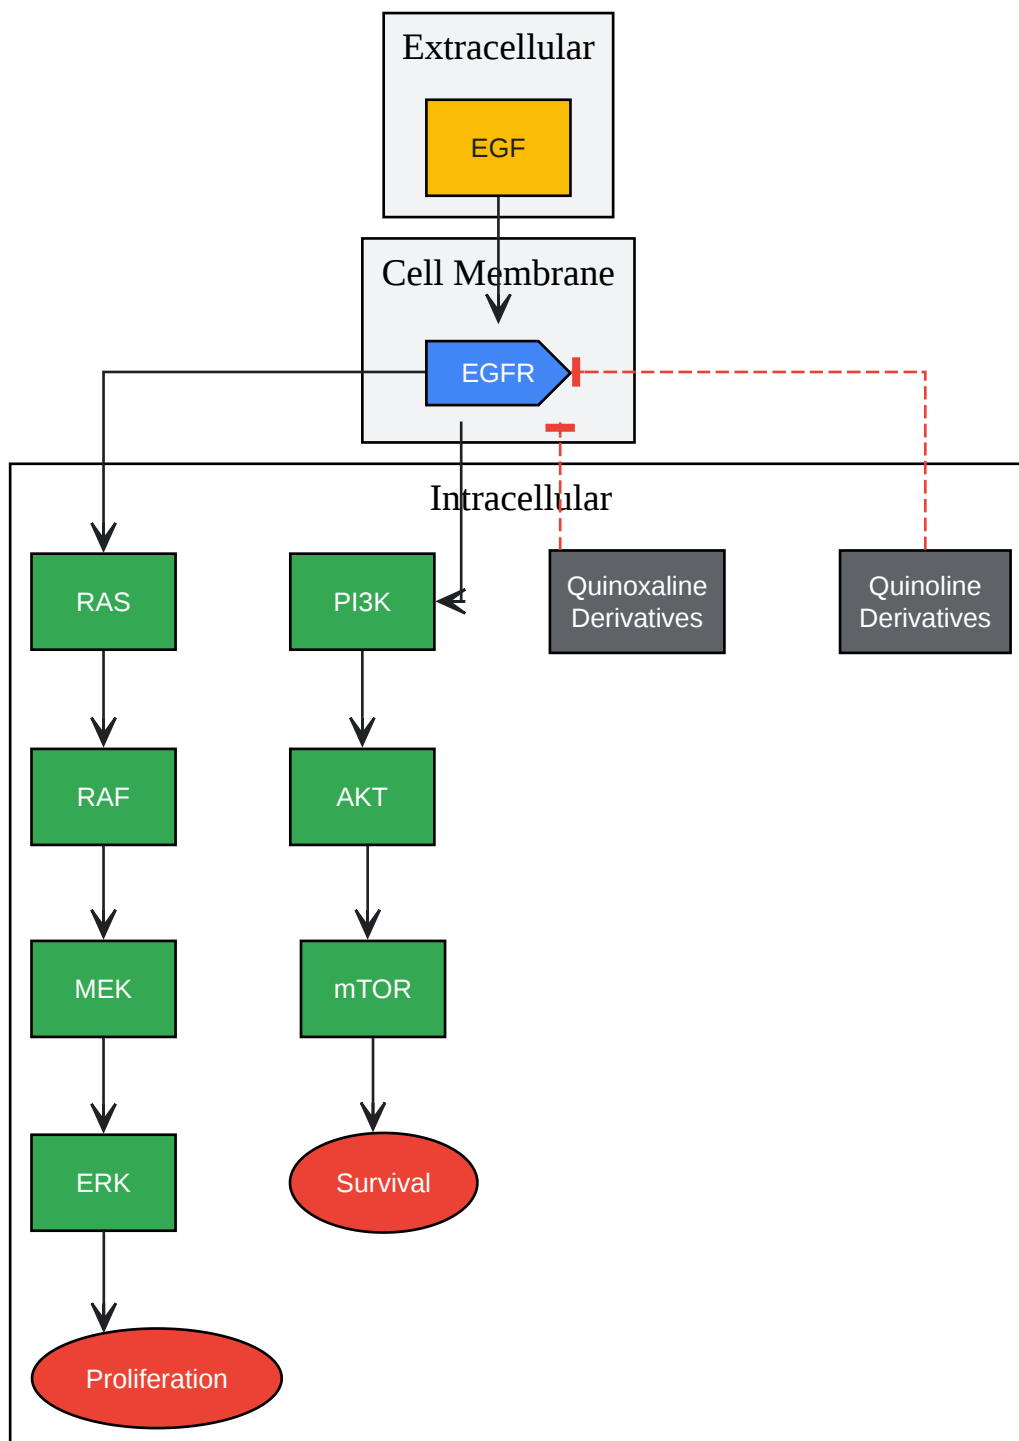 Extracellular
EGF
Cell Membrane
EGFR
Intracellular
RAS
PI3K
Quinoxaline
Derivatives
Quinoline
Derivatives
RAF
AKT
MEK
mTOR
ERK
Survival
Proliferation